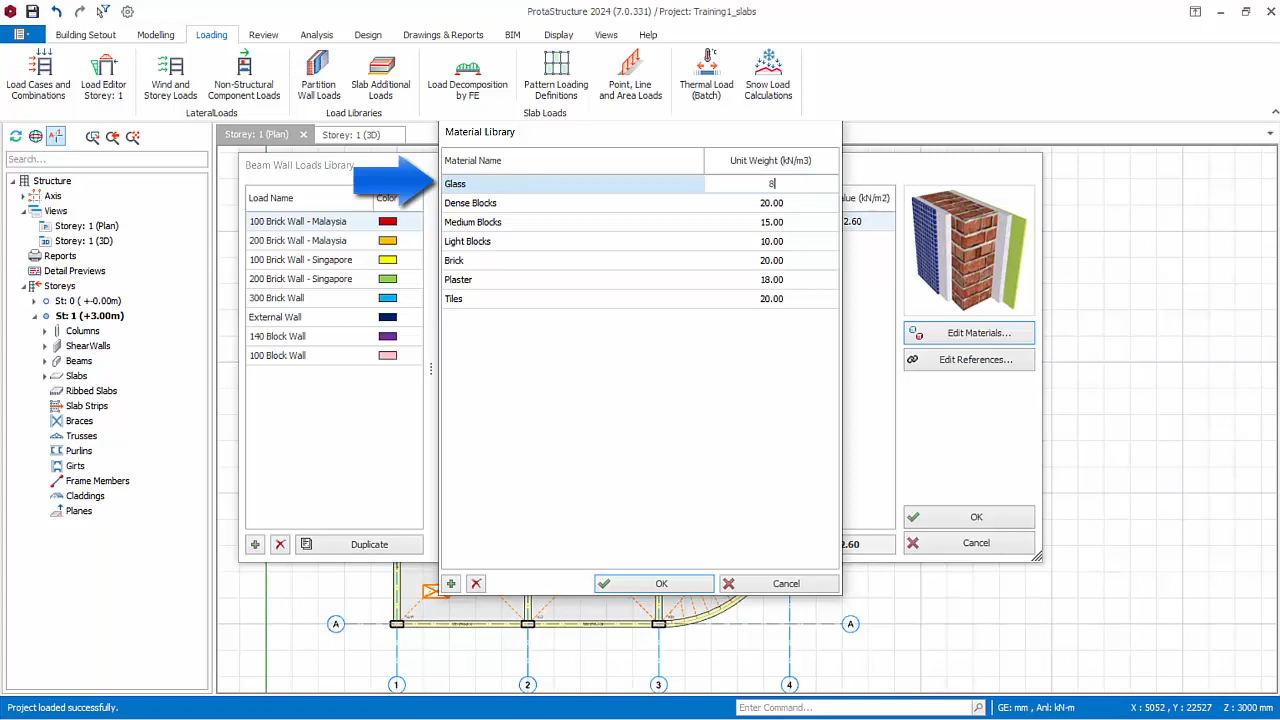 ProtaStructure 2024 (7.0.331) / Project: Training1_slabs
Building Setout
Modelling
Loading
Review
Analysis
Design
Drawings & Reports
BIM
Display
Views
Help
Load Cases and
Combinations
Load Editor
Storey: 1
Wind and
Storey Loads
Non-Structural
Component Loads
Partition
Wall Loads
Slab Additional
Loads
Load Decomposition
by FE
Pattern Loading
Definitions
Point, Line
and Area Loads
Thermal Load
(Batch)
Snow Load
Calculations
LateralLoads
Load Libraries
Slab Loads
Search...
Structure
Axis
Views
Storey: 1 (Plan)
Storey: 1 (3D)
Reports
Detail Previews
Storeys
St: 0 ( +-0.00m)
St: 1 (+3.00m)
Columns
ShearWalls
Beams
Slabs
Ribbed Slabs
Slab Strips
Braces
Trusses
Purlins
Girts
Frame Members
Claddings
Planes
Storey: 1 (Plan)
Storey: 1 (3D)
Beam Wall Loads Library
Load Name
Color
100 Brick Wall - Malaysia
200 Brick Wall - Malaysia
100 Brick Wall - Singapore
200 Brick Wall - Singapore
300 Brick Wall
External Wall
140 Block Wall
100 Block Wall
Duplicate
Material Library
Material Name
Unit Weight (kN/m3)
Glass 8
Dense Blocks 20.00
Medium Blocks 15.00
Light Blocks 10.00
Brick 20.00
Plaster 18.00
Tiles 20.00
OK
Cancel
(kN/m2)
2.60
Edit Materials...
Edit References...
OK
Cancel
2.60
A
A
1
2
3
4
Project loaded successfully.
Enter Command...
GE: mm , Anl: kN-m
X : 5052 , Y : 22527
Z : 3000 mm